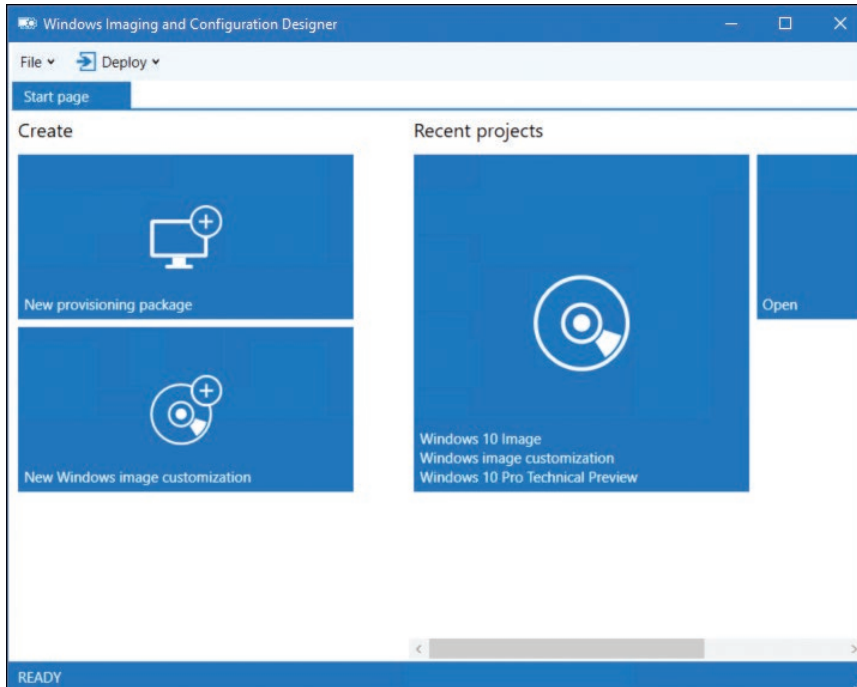 Windows Imaging and Configuration Designer
File Deploy
Start page
Create
Recent projects
New provisioning package
New Windows image customization
Windows 10 Image
Windows image customization
Windows 10 Pro Technical Preview
Open
READY